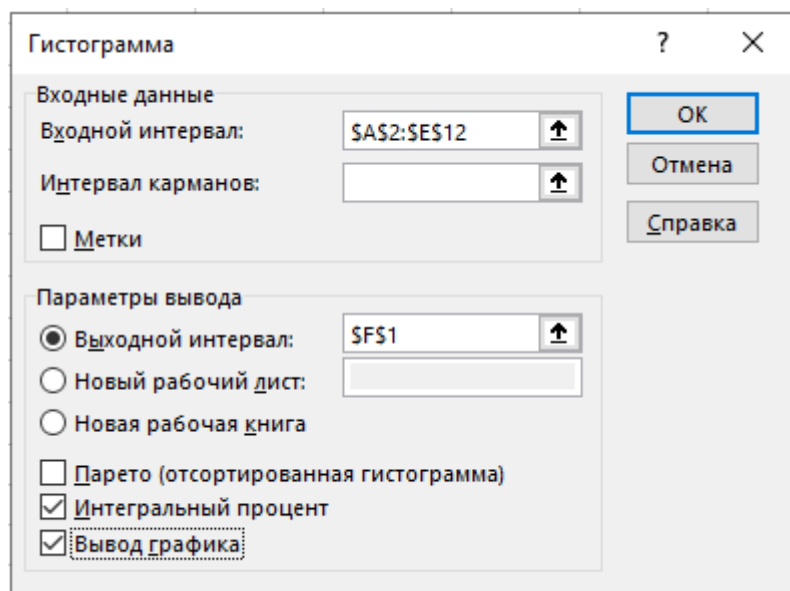 Гистограмма
?
Входные данные
Входной интервал: $A$2:$E$12
Интервал карманов:
Метки
OK
Отмена
Справка
Параметры вывода
Выходной интервал: $F$1
Новый рабочий лист:
Новая рабочая книга
Парето (отсортированная гистограмма)
Интегральный процент
Вывод графика